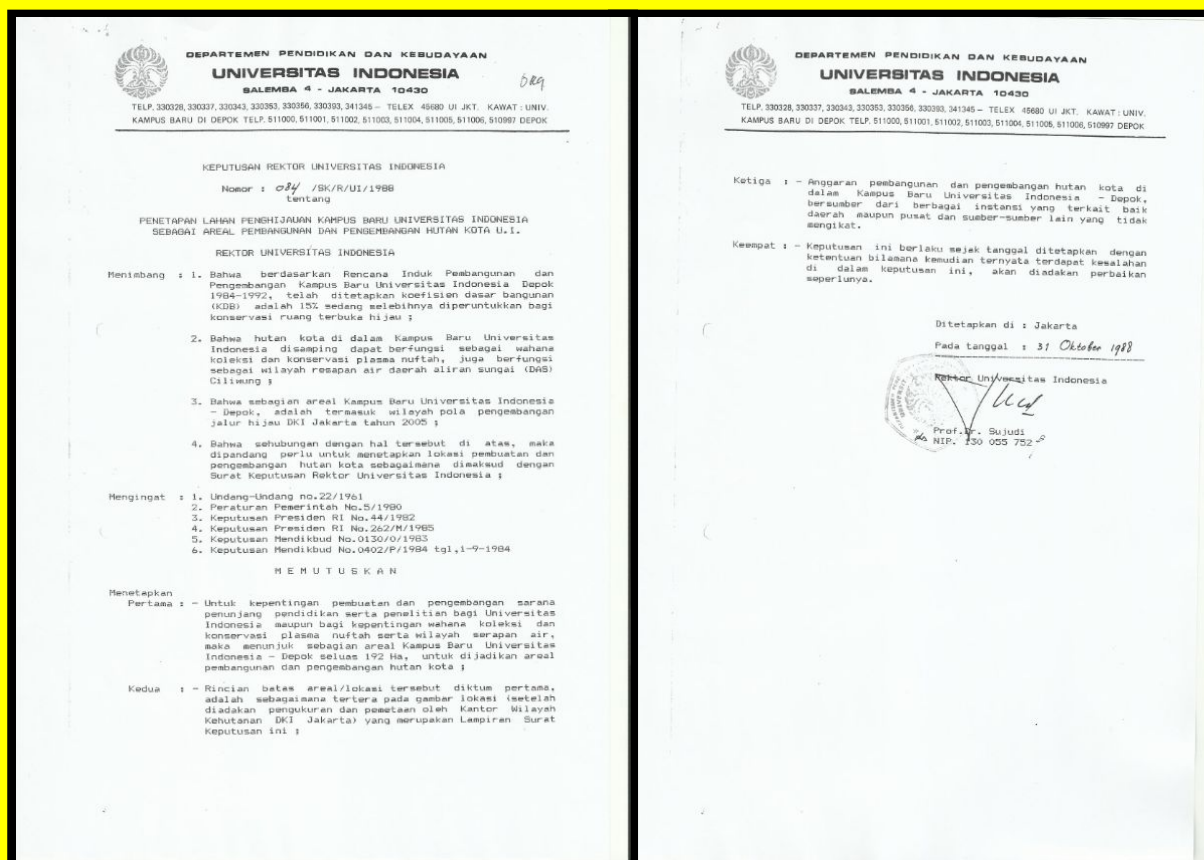 DEPARTEMEN PENDIDIKAN DAN KEBUDAYAAN
UNIVERSITAS INDONESIA
SALEMBA 4 - JAKARTA 10430
ORG
TELP. 330328, 330337, 330343, 330353, 330356, 330393, 341345 – TELEX 45680 UI JKT. KAWAT : UNIV.
KAMPUS BARU DI DEPOK TELP. 511000, 511001, 511002, 511003, 511004, 511005, 511006, 510997 DEPOK
KEPUTUSAN REKTOR UNIVERSITAS INDONESIA
Nomor : 084 /SK/R/UI/1988
tentang
PENETAPAN LAHAN PENGHIJAUAN KAMPUS BARU UNIVERSITAS INDONESIA
SEBAGAI AREAL PEMBANGUNAN DAN PENGEMBANGAN HUTAN KOTA U.I.
REKTOR UNIVERSITAS INDONESIA
Menimbang : 1. Bahwa berdasarkan Rencana Induk Pembangunan dan
Pengembangan Kampus Baru Universitas Indonesia Depok
1984-1992, telah ditetapkan koefisien dasar bangunan
(KDB) adalah 15% sedang selebihnya diperuntukkan bagi
konservasi ruang terbuka hijau ;
2. Bahwa hutan kota di dalam Kampus Baru Universitas
Indonesia disamping dapat berfungsi sebagai wahana
koleksi dan konservasi plasma nuftah, juga berfungsi
sebagai wilayah resapan air daerah aliran sungai (DAS)
Ciliwung ;
3. Bahwa sebagian areal Kampus Baru Universitas Indonesia
- Depok, adalah termasuk wilayah pola pengembangan
jalur hijau DKI Jakarta tahun 2005 ;
4. Bahwa sehubungan dengan hal tersebut di atas, maka
dipandang perlu untuk menetapkan lokasi pembuatan dan
pengembangan hutan kota sebagaimana dimaksud dengan
Surat Keputusan Rektor Universitas Indonesia ;
Mengingat : 1. Undang-Undang no.22/1961
2. Peraturan Pemerintah No.5/1980
3. Keputusan Presiden RI No.44/1982
4. Keputusan Presiden RI No.262/M/1985
5. Keputusan Mendikbud No.0130/O/1983
6. Keputusan Mendikbud No.0402/P/1984 tgl,1-9-1984
M E M U T U S K A N
Menetapkan
Pertama : - Untuk kepentingan pembuatan dan pengembangan sarana
penunjang pendidikan serta penelitian bagi Universitas
Indonesia maupun bagi kepentingan wahana koleksi dan
konservasi plasma nuftah serta wilayah serapan air,
maka menunjuk sebagian areal Kampus Baru Universitas
Indonesia - Depok seluas 192 Ha, untuk dijadikan areal
pembangunan dan pengembangan hutan kota ;
Kedua : - Rincian batas areal/lokasi tersebut diktum pertama,
adalah sebagaimana tertera pada gambar lokasi (setelah
diadakan pengukuran dan pemetaan oleh Kantor Wilayah
Kehutanan DKI Jakarta) yang merupakan Lampiran Surat
Keputusan ini ;
DEPARTEMEN PENDIDIKAN DAN KEBUDAYAAN
UNIVERSITAS INDONESIA
SALEMBA 4 - JAKARTA 10430
TELP. 330328, 330337, 330343, 330353, 330356, 330393, 341345 – TELEX 45680 UI JKT. KAWAT : UNIV.
KAMPUS BARU DI DEPOK TELP. 511000, 511001, 511002, 511003, 511004, 511005, 511006, 510997 DEPOK
Ketiga : - Anggaran pembangunan dan pengembangan hutan kota di
dalam Kampus Baru Universitas Indonesia - Depok,
bersumber dari berbagai instansi yang terkait baik
daerah maupun pusat dan sumber-sumber lain yang tidak
mengikat.
Keempat : - Keputusan ini berlaku sejak tanggal ditetapkan dengan
ketentuan bilamana kemudian ternyata terdapat kesalahan
di dalam keputusan ini, akan diadakan perbaikan
seperlunya.
Ditetapkan di : Jakarta
Pada tanggal : 31 Oktober 1988
Rektor Universitas Indonesia
Prof.Dr. Sujudi
NIP. 130 055 752